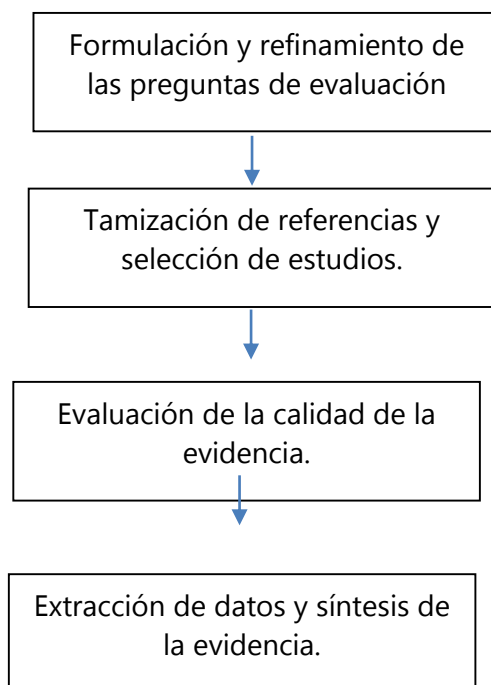 Formulación y refinamiento de
las preguntas de evaluación
Tamización de referencias y
selección de estudios.
Evaluación de la calidad de la
evidencia.
Extracción de datos y síntesis de
la evidencia.